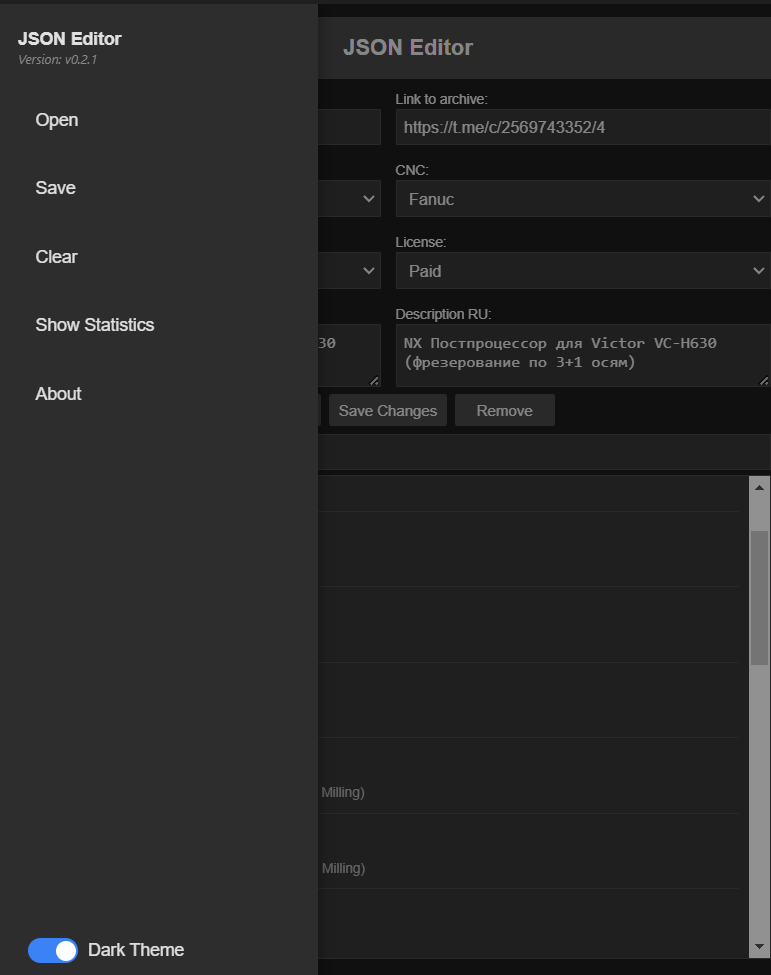 JSON Editor
Version: v0.2.1
Open
Save
Clear
Show Statistics
About
Dark Theme
JSON Editor
Link to archive:
https://t.me/c/2569743352/4
CNC:
Fanuc
License:
Paid
30
Description RU:
NX Постпроцессор для Victor VC-H630
(фрезерование по 3+1 осям)
Save Changes
Remove
Milling)
Milling)